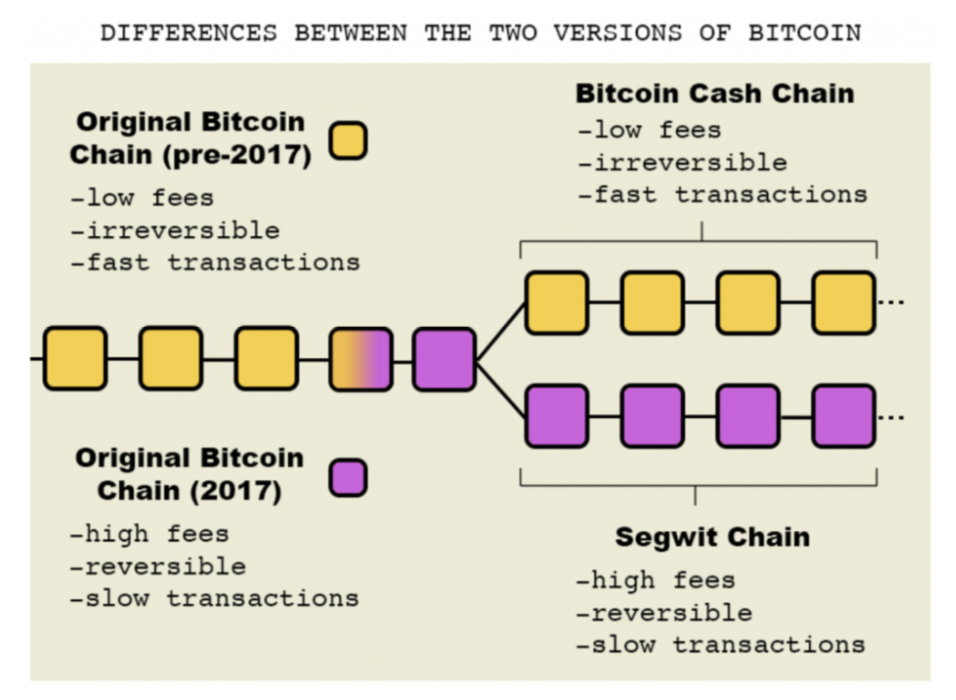 DIFFERENCES BETWEEN THE TWO VERSIONS OF BITCOIN
Original Bitcoin
Chain (pre-2017)
-low fees
-irreversible
-fast transactions
Bitcoin Cash Chain
-low fees
-irreversible
-fast transactions
Original Bitcoin
Chain (2017)
-high fees
-reversible
-slow transactions
Segwit Chain
-high fees
-reversible
-slow transactions